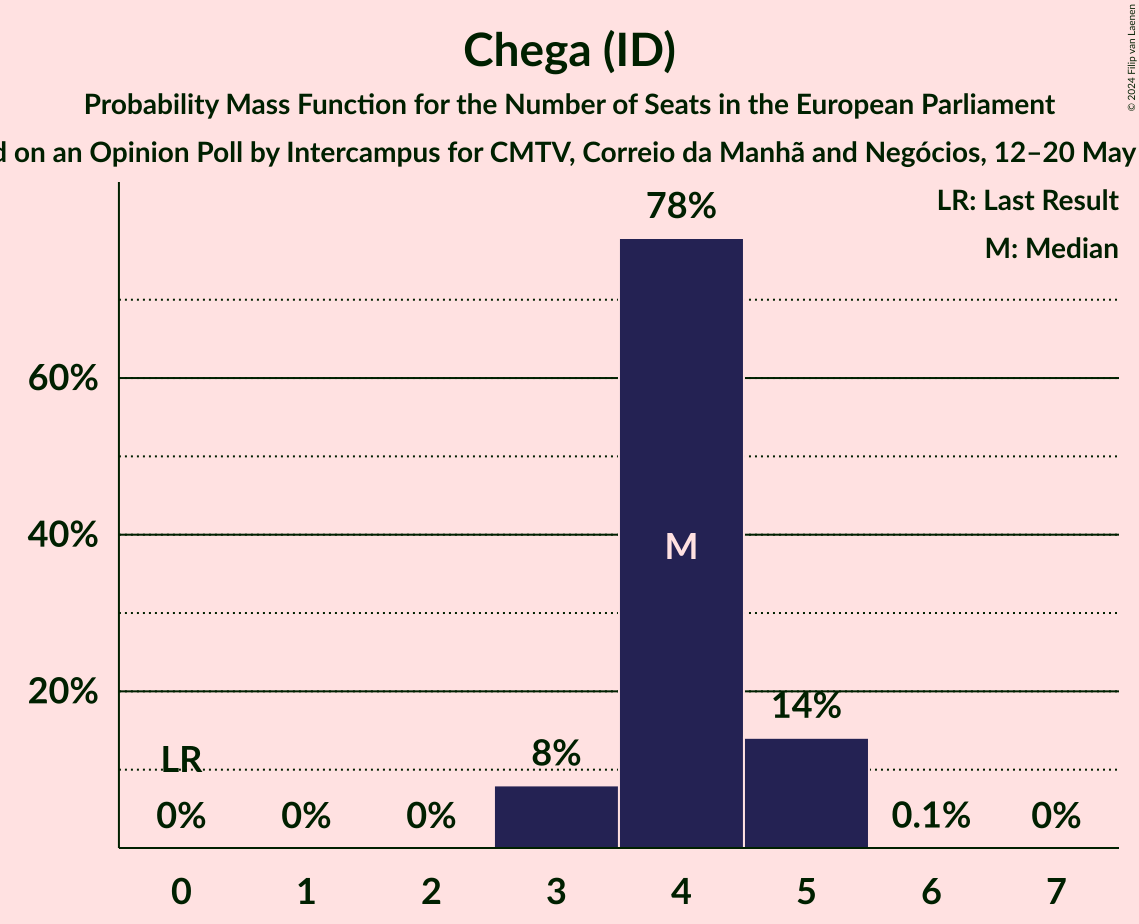 Chega (ID)
Probability Mass Function for the Number of Seats in the European Parliament
on an Opinion Poll by Intercampus for CMTV, Correio da Manhã and Negócios, 12–20 May
© 2024 Filip van Laenen
LR: Last Result
M: Median
78%
60%
40%
20%
M
14%
8%
LR
0%
0%
0%
0.1%
0%
0
1
2
3
4
5
6
7